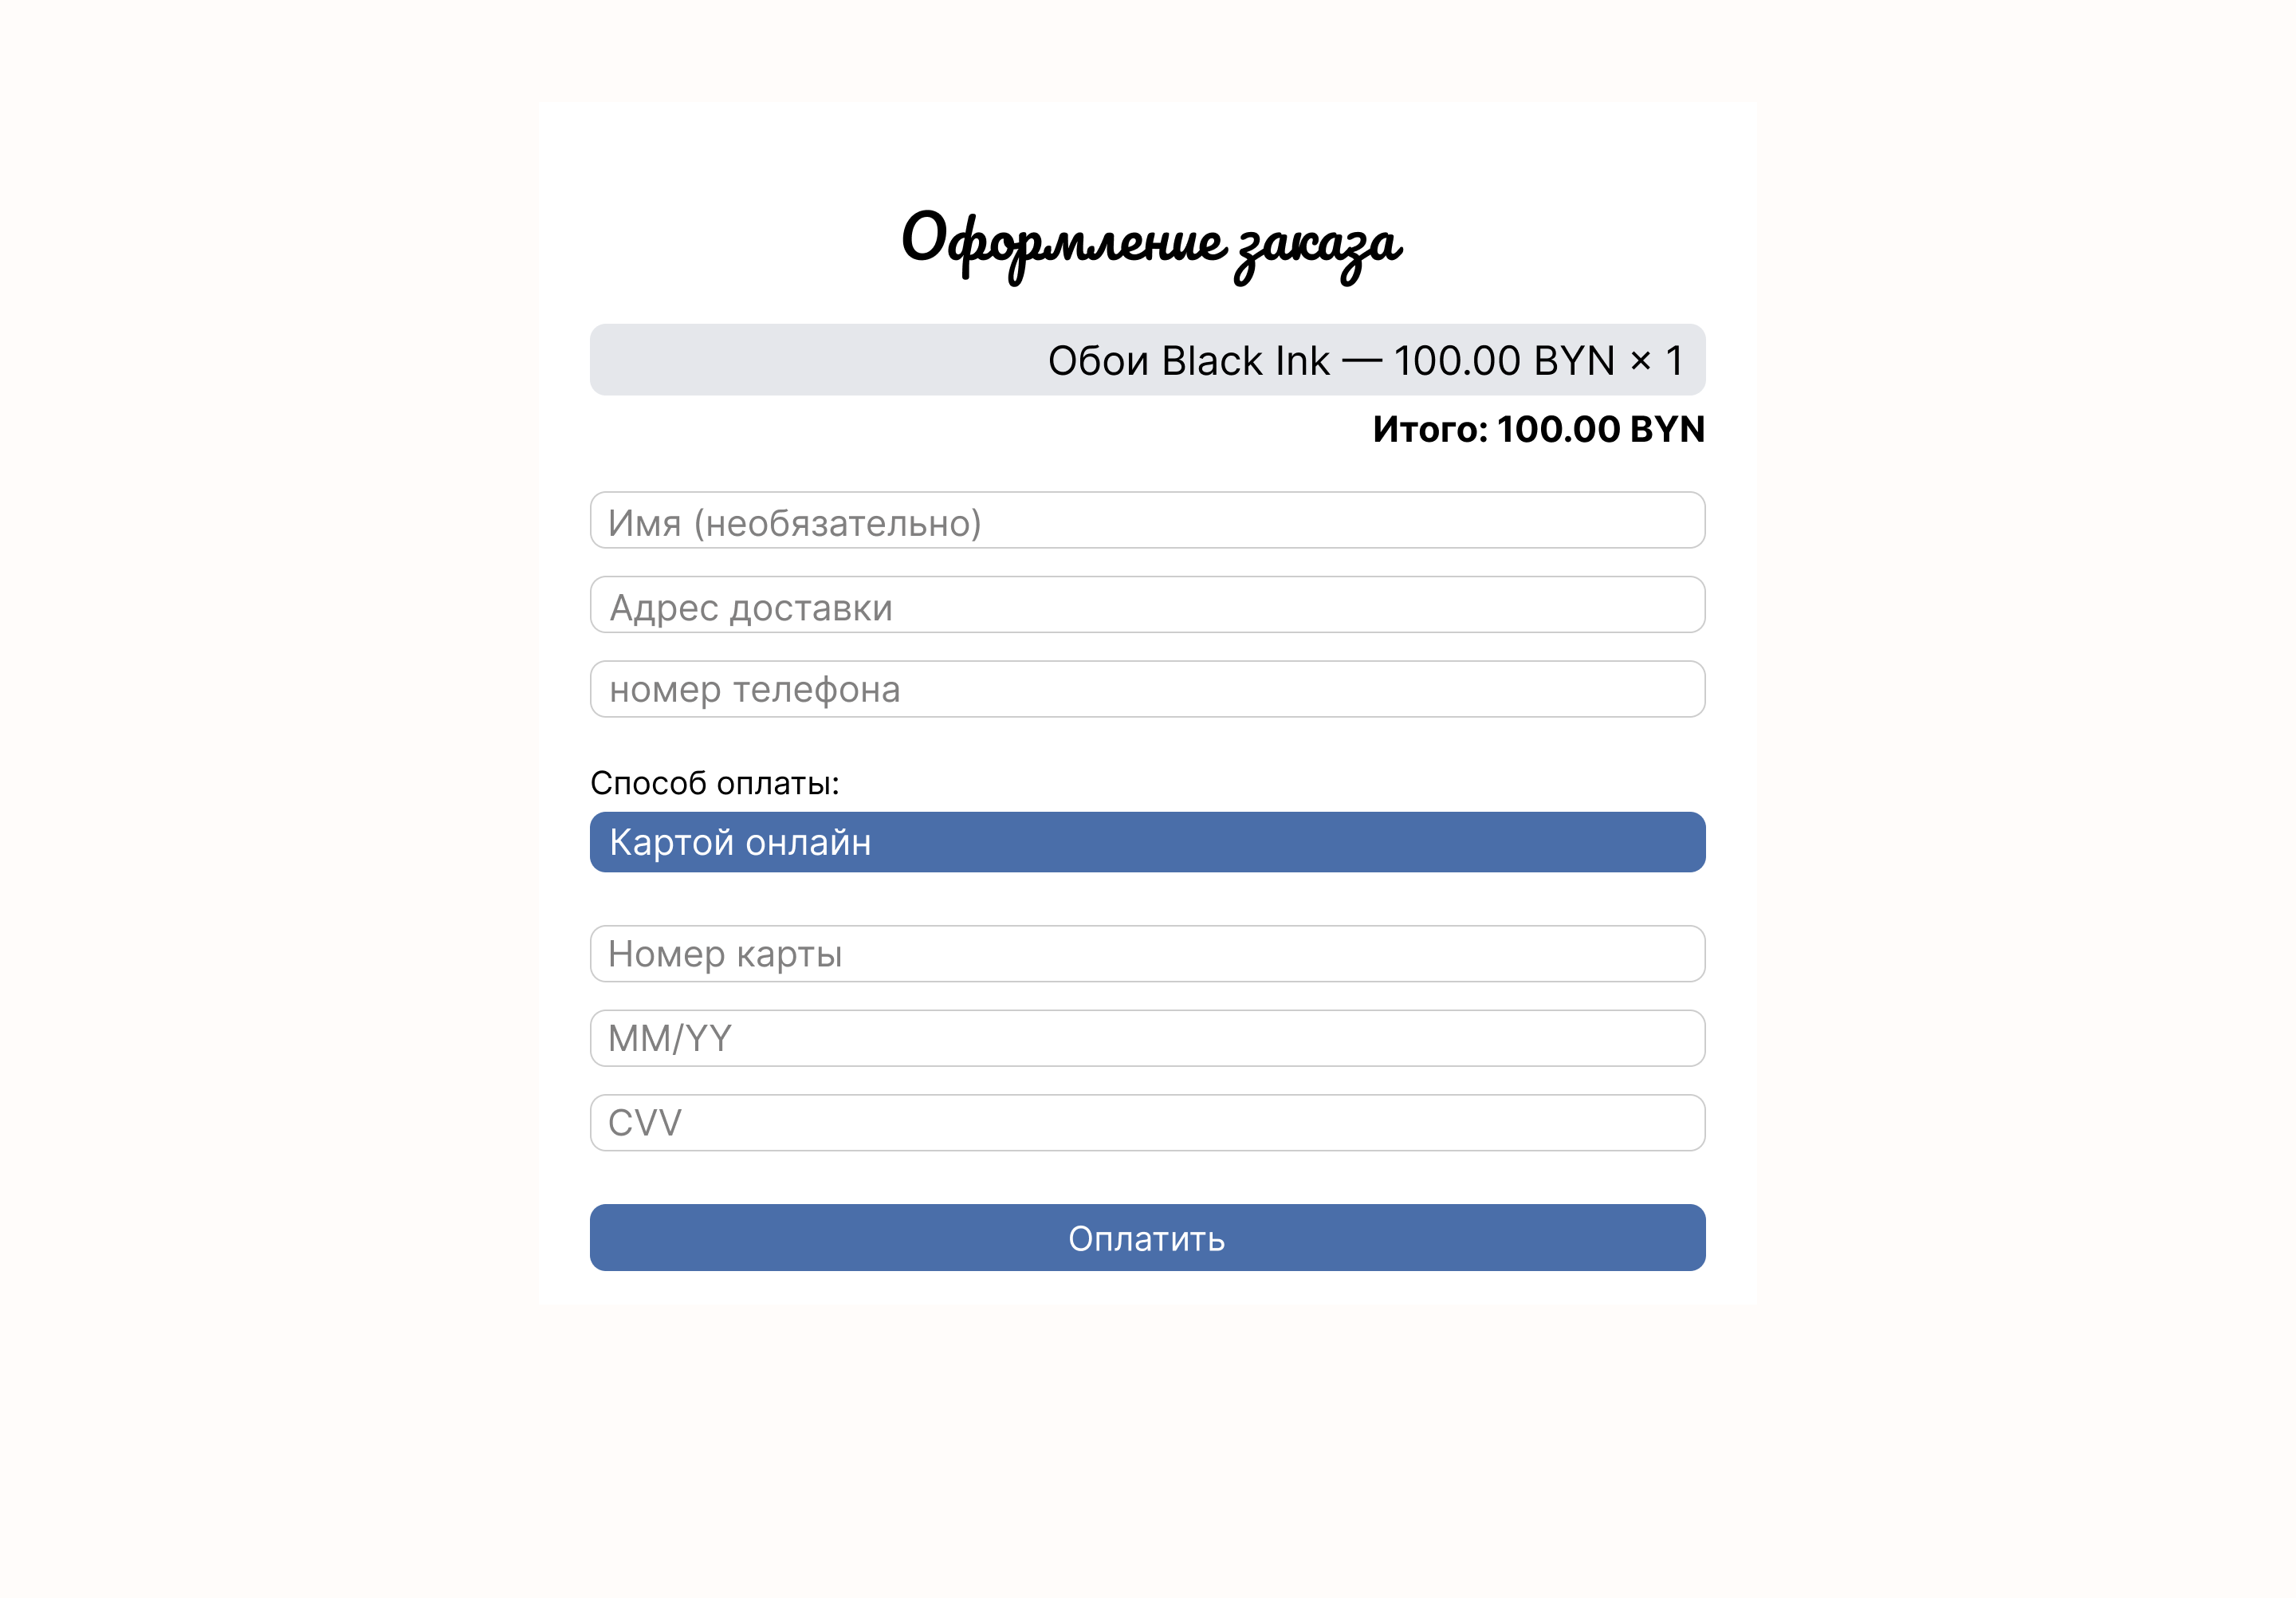 Оформление заказа
Обои Black Ink — 100.00 BYN × 1
Итого: 100.00 BYN
Имя (необязательно)
Адрес доставки
номер телефона
Способ оплаты:
Картой онлайн
Номер карты
MM/YY
CVV
Оплатить